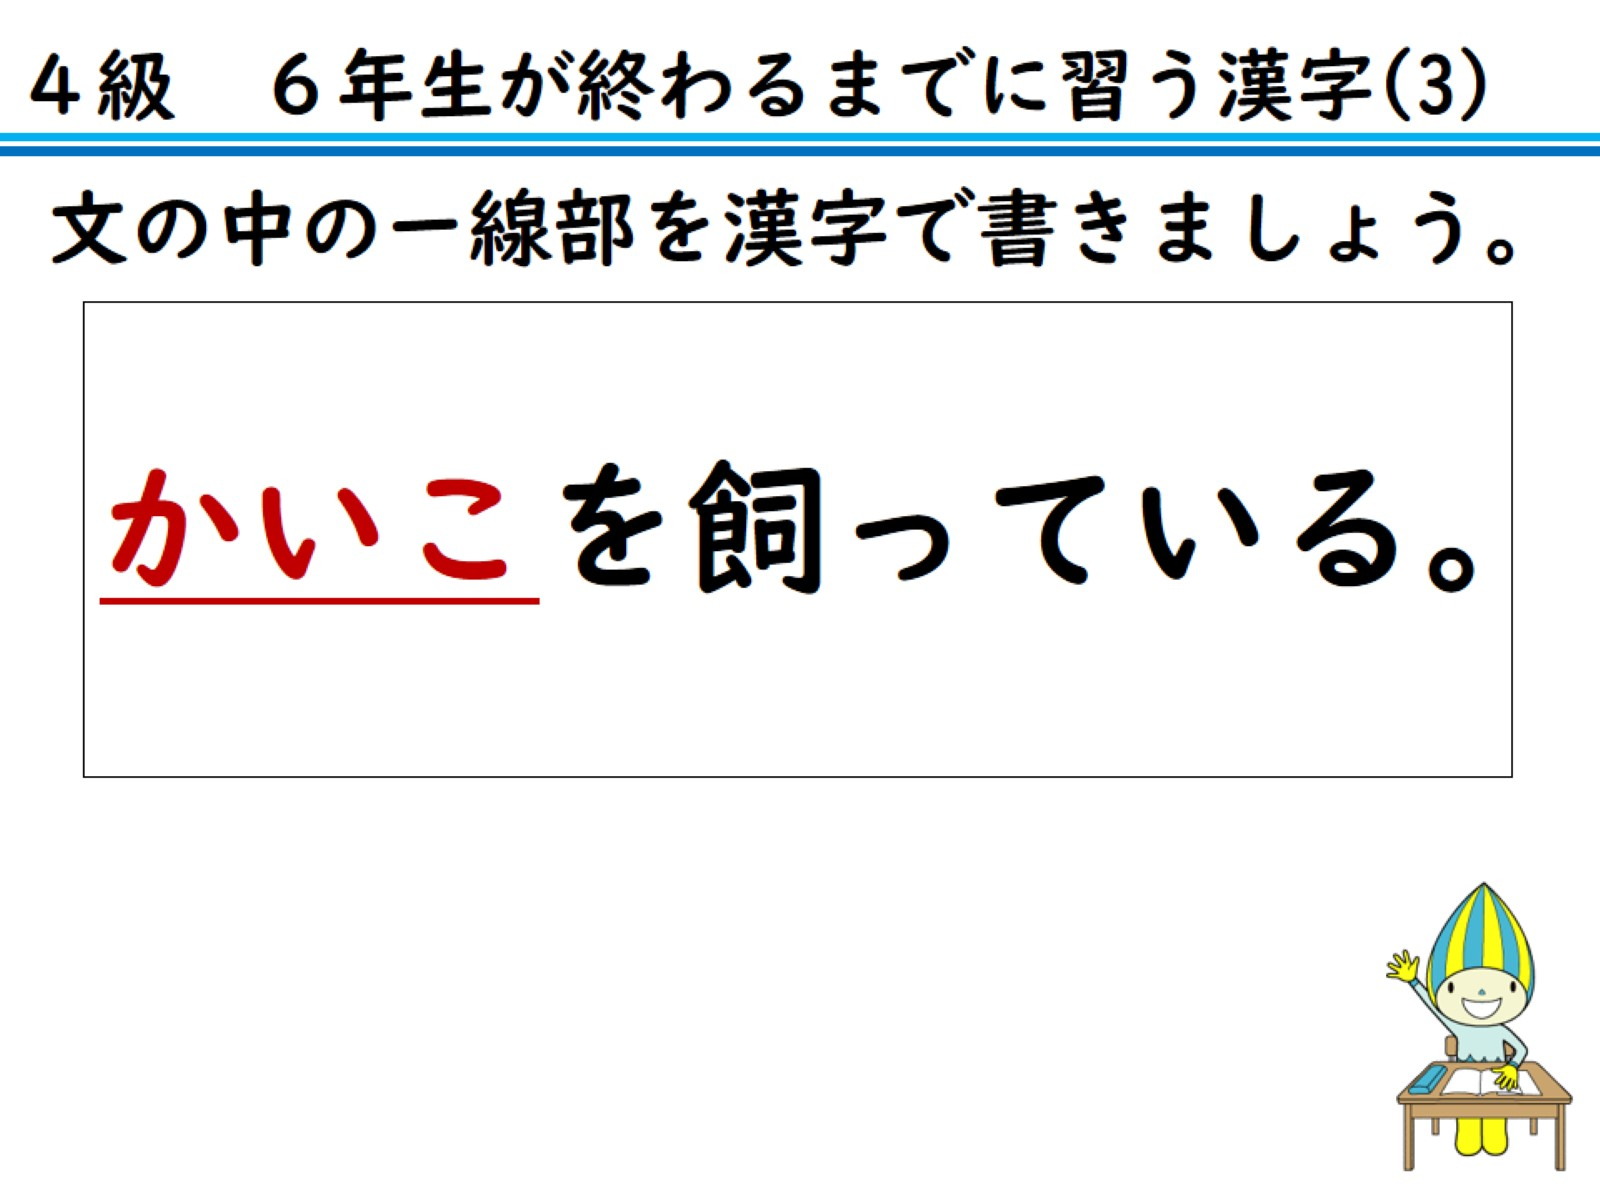 ４級　６年生が終わるまでに習う漢字(3)
文の中の一線部を漢字で書きましょう。
かいこを飼っている。